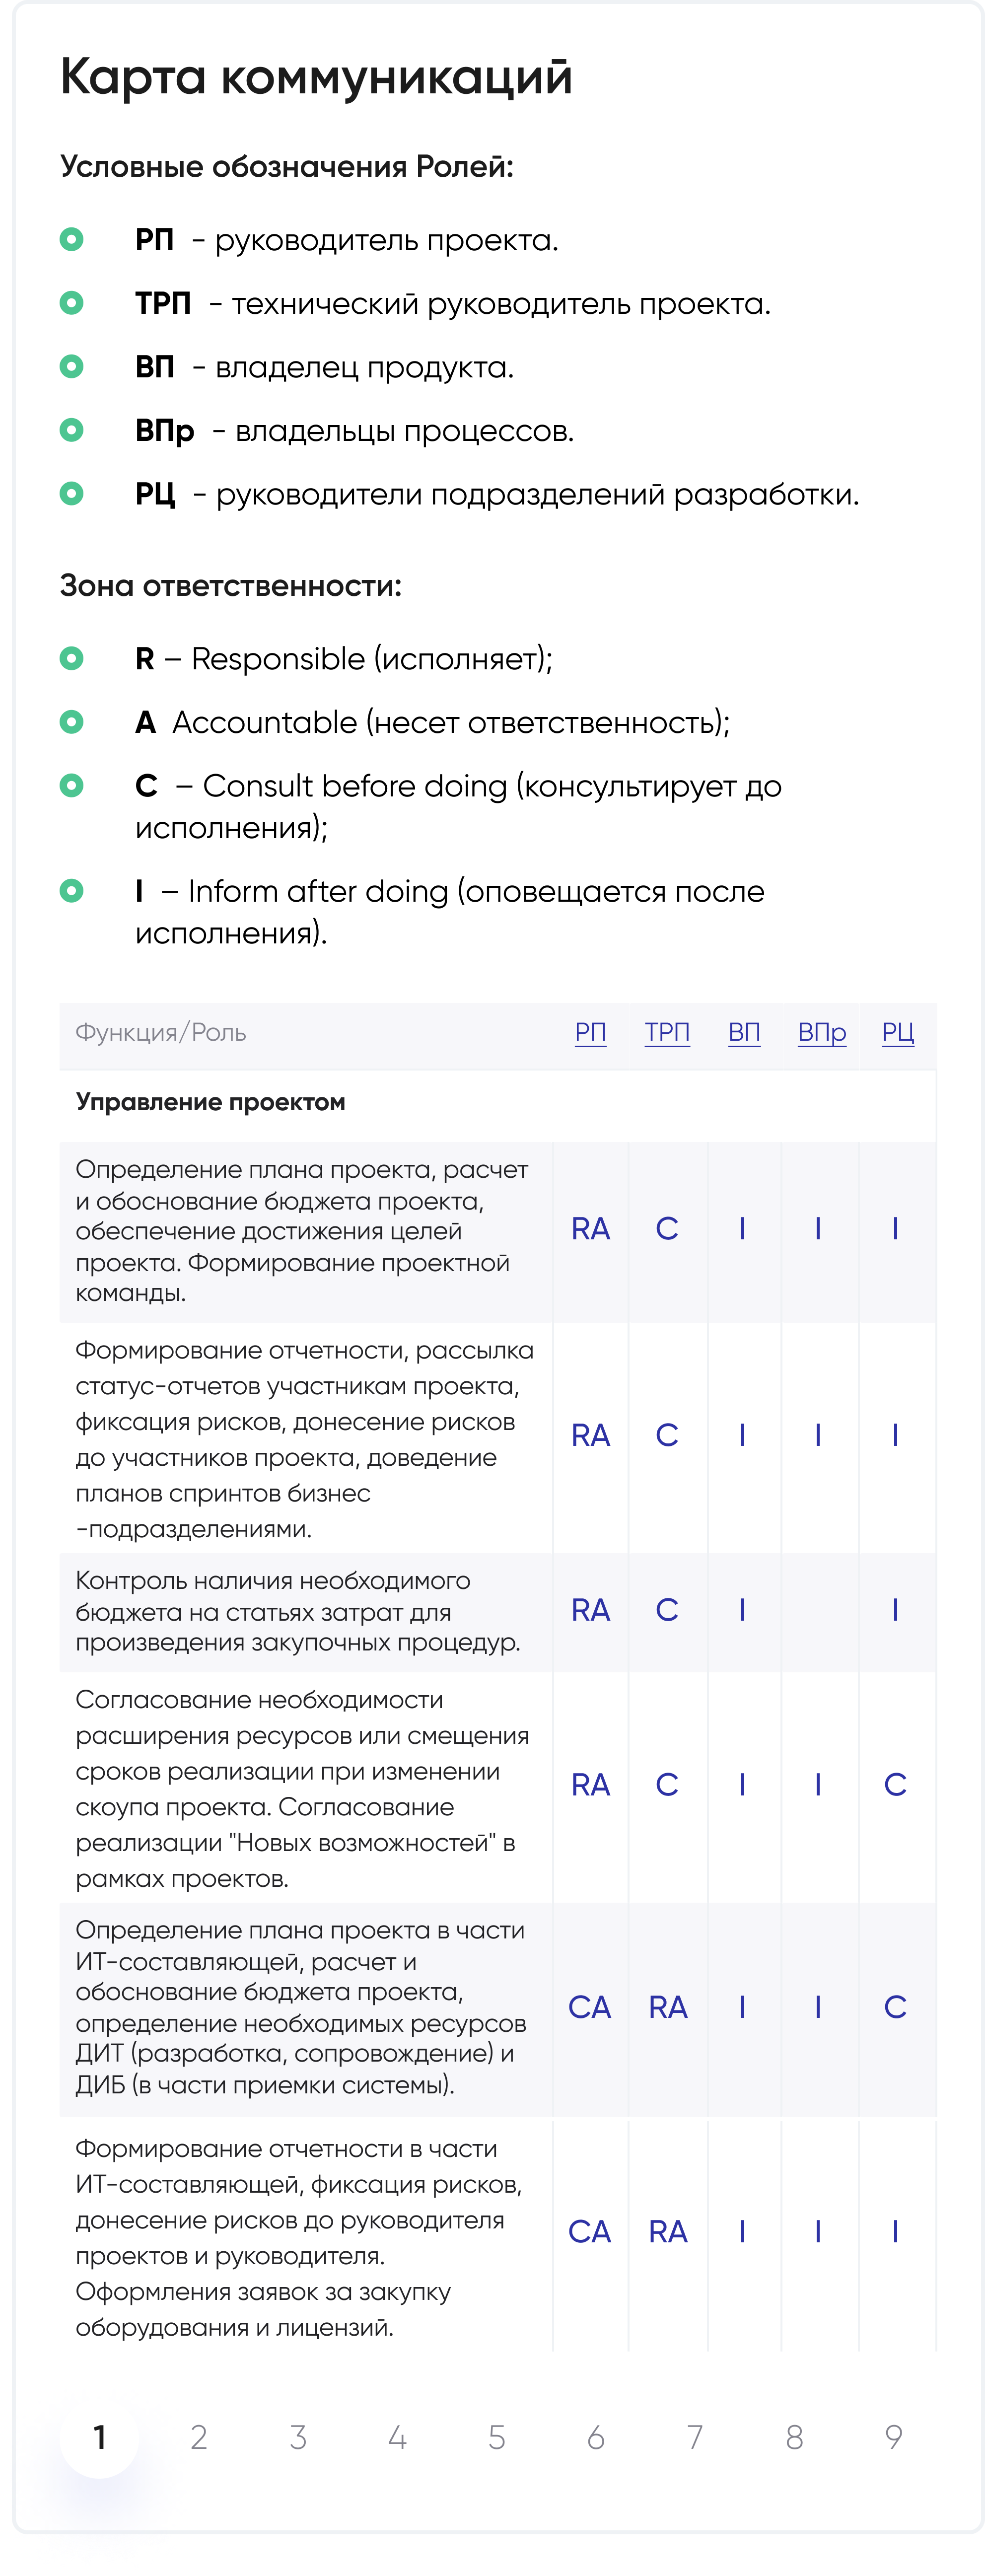 Карта коммуникаций
Условные обозначения Ролей:
РП - руководитель проекта.
ТРП - технический руководитель проекта.
ВП - владелец продукта.
ВПр - владельцы процессов.
РЦ - руководители подразделений разработки.
Зона ответственности:
R – Responsible (исполняет);
A Accountable (несет ответственность);
C – Consult before doing (консультирует до
исполнения);
I – Inform after doing (оповещается после
исполнения).
Функция/Роль РП ТРП ВП ВПр РЦ
Управление проектом
Определение плана проекта, расчет
и обоснование бюджета проекта,
обеспечение достижения целей
проекта. Формирование проектной
команды.
RA C I I I
Формирование отчетности, рассылка
статус-отчетов участникам проекта,
фиксация рисков, донесение рисков
до участников проекта, доведение
планов спринтов бизнес
-подразделениями.
RA C I I I
Контроль наличия необходимого
бюджета на статьях затрат для
произведения закупочных процедур.
RA C I I
Согласование необходимости
расширения ресурсов или смещения
сроков реализации при изменении
скоупа проекта. Согласование
реализации "Новых возможностей" в
рамках проектов.
RA C I I C
Определение плана проекта в части
ИТ-составляющей, расчет и
обоснование бюджета проекта,
определение необходимых ресурсов
ДИТ (разработка, сопровождение) и
ДИБ (в части приемки системы).
CA RA I I C
Формирование отчетности в части
ИТ-составляющей, фиксация рисков,
донесение рисков до руководителя
проектов и руководителя.
Оформления заявок за закупку
оборудования и лицензий.
CA RA I I I
1 2 3 4 5 6 7 8 9